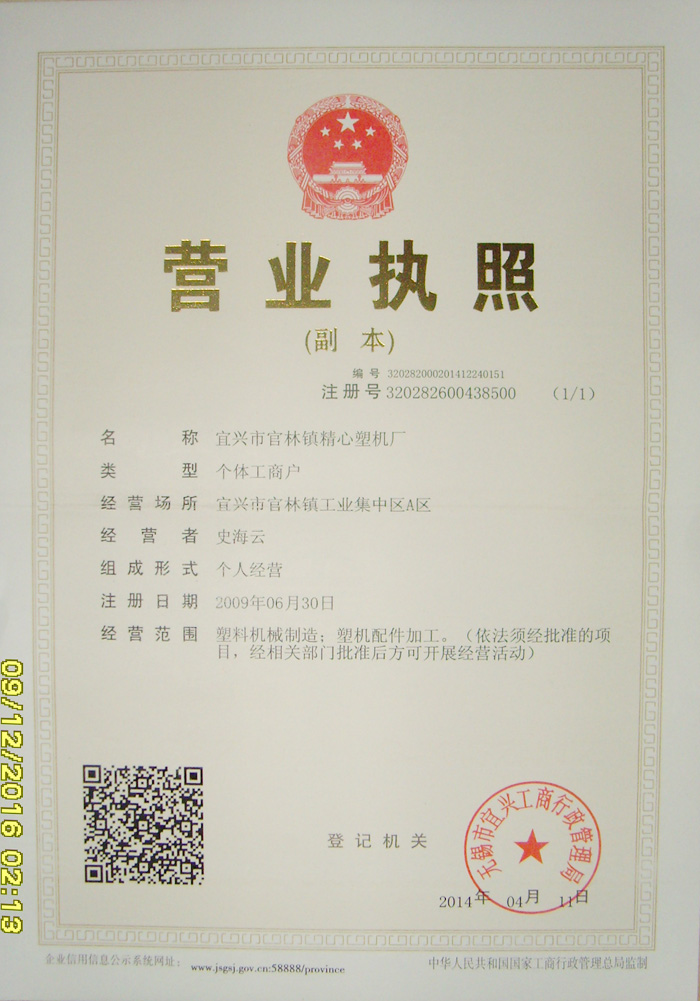 营业执照
(副 本)
编 号 320282000201412240151
注 册 号 320282600438500 (1/1)
名 称 宜兴市官林镇精心塑机厂
类 型 个体工商户
经 营 场 所 宜兴市官林镇工业集中区A区
经 营 者 史海云
组 成 形 式 个人经营
注 册 日 期 2009年06月30日
经 营 范 围 塑料机械制造；塑机配件加工。（依法须经批准的项
目，经相关部门批准后方可开展经营活动）
登 记 机 关
无锡市宜兴工商行政管理局
2014年 04月 11日
企业信用信息公示系统网址： www.jsgsj.gov.cn:58888/province
中华人民共和国国家工商行政管理总局监制
09/12/2016 02:13